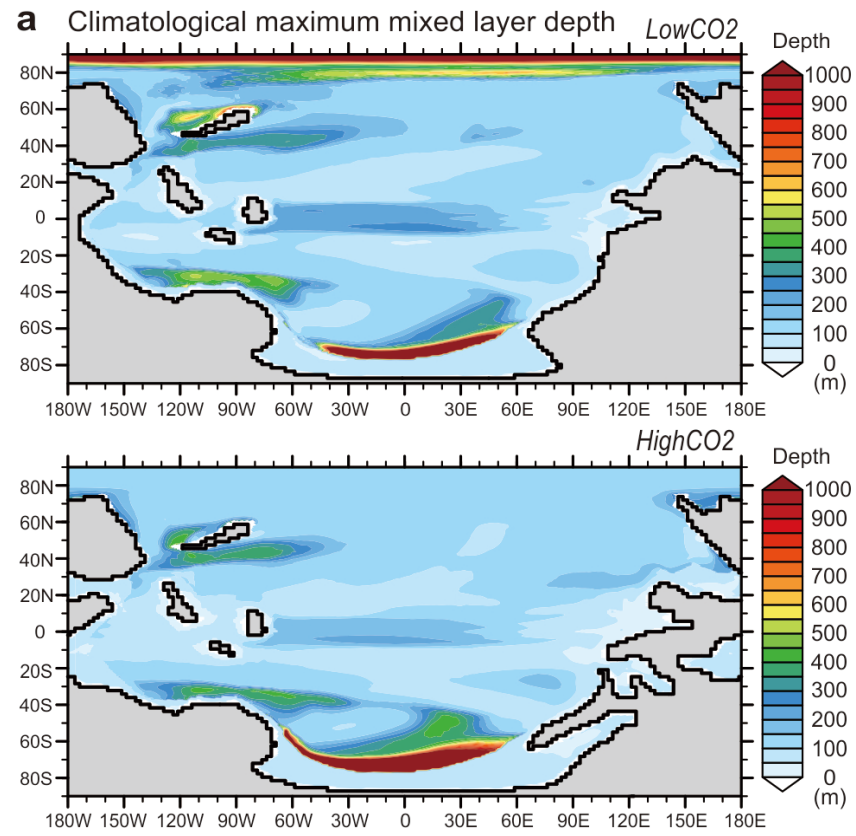 a Climatological maximum mixed layer depth LowCO2
Depth
80N
60N
40N
20N
0
20S
40S
60S
80S
1000
900
800
700
600
500
400
300
200
100
0
(m)
180W 150W 120W 90W 60W 30W 0 30E 60E 90E 120E 150E 180E
HighCO2
Depth
80N
60N
40N
20N
0
20S
40S
60S
80S
1000
900
800
700
600
500
400
300
200
100
0
(m)
180W 150W 120W 90W 60W 30W 0 30E 60E 90E 120E 150E 180E